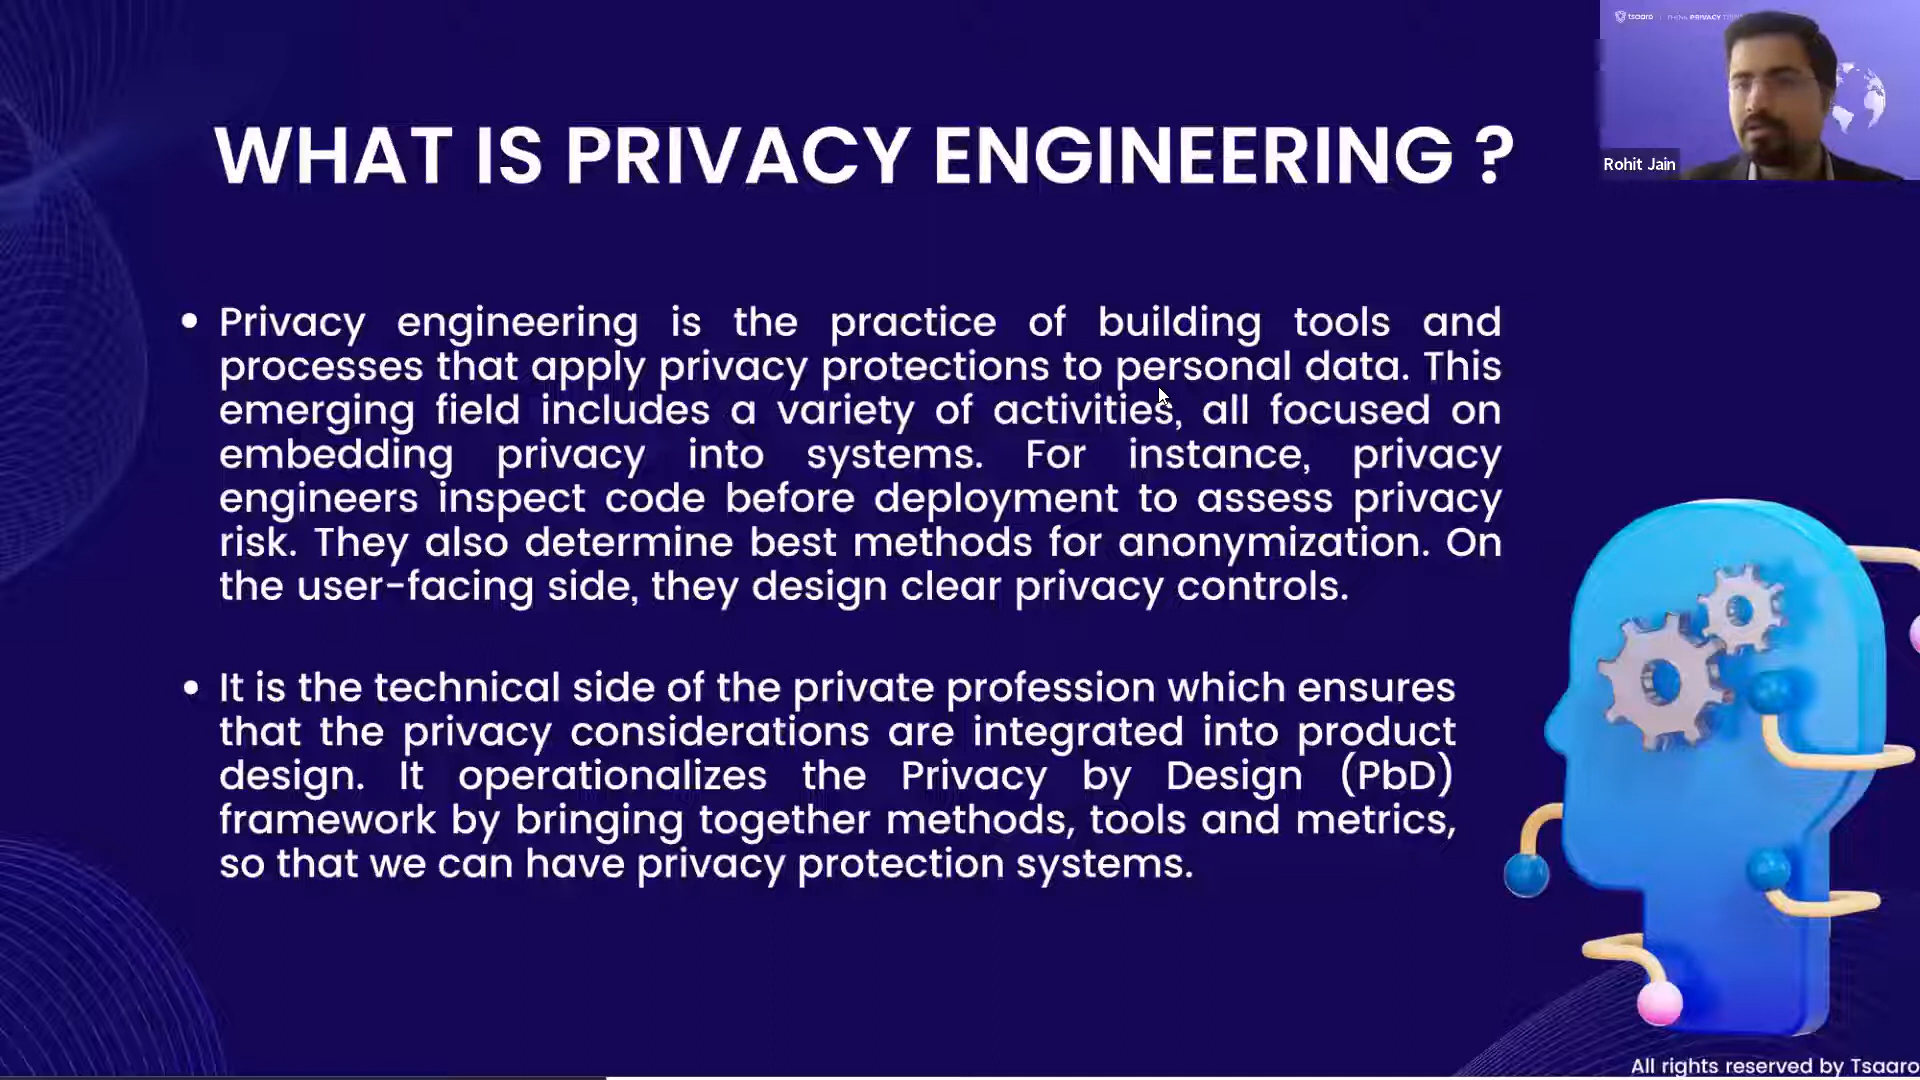 tsaaro | THINK PRIVACY
WHAT IS PRIVACY ENGINEERING ?
Rohit Jain
• Privacy engineering is the practice of building tools and
processes that apply privacy protections to personal data. This
emerging field includes a variety of activities, all focused on
embedding privacy into systems. For instance, privacy
engineers inspect code before deployment to assess privacy
risk. They also determine best methods for anonymization. On
the user-facing side, they design clear privacy controls.
• It is the technical side of the private profession which ensures
that the privacy considerations are integrated into product
design. It operationalizes the Privacy by Design (PbD)
framework by bringing together methods, tools and metrics,
so that we can have privacy protection systems.
All rights reserved by Tsaaro